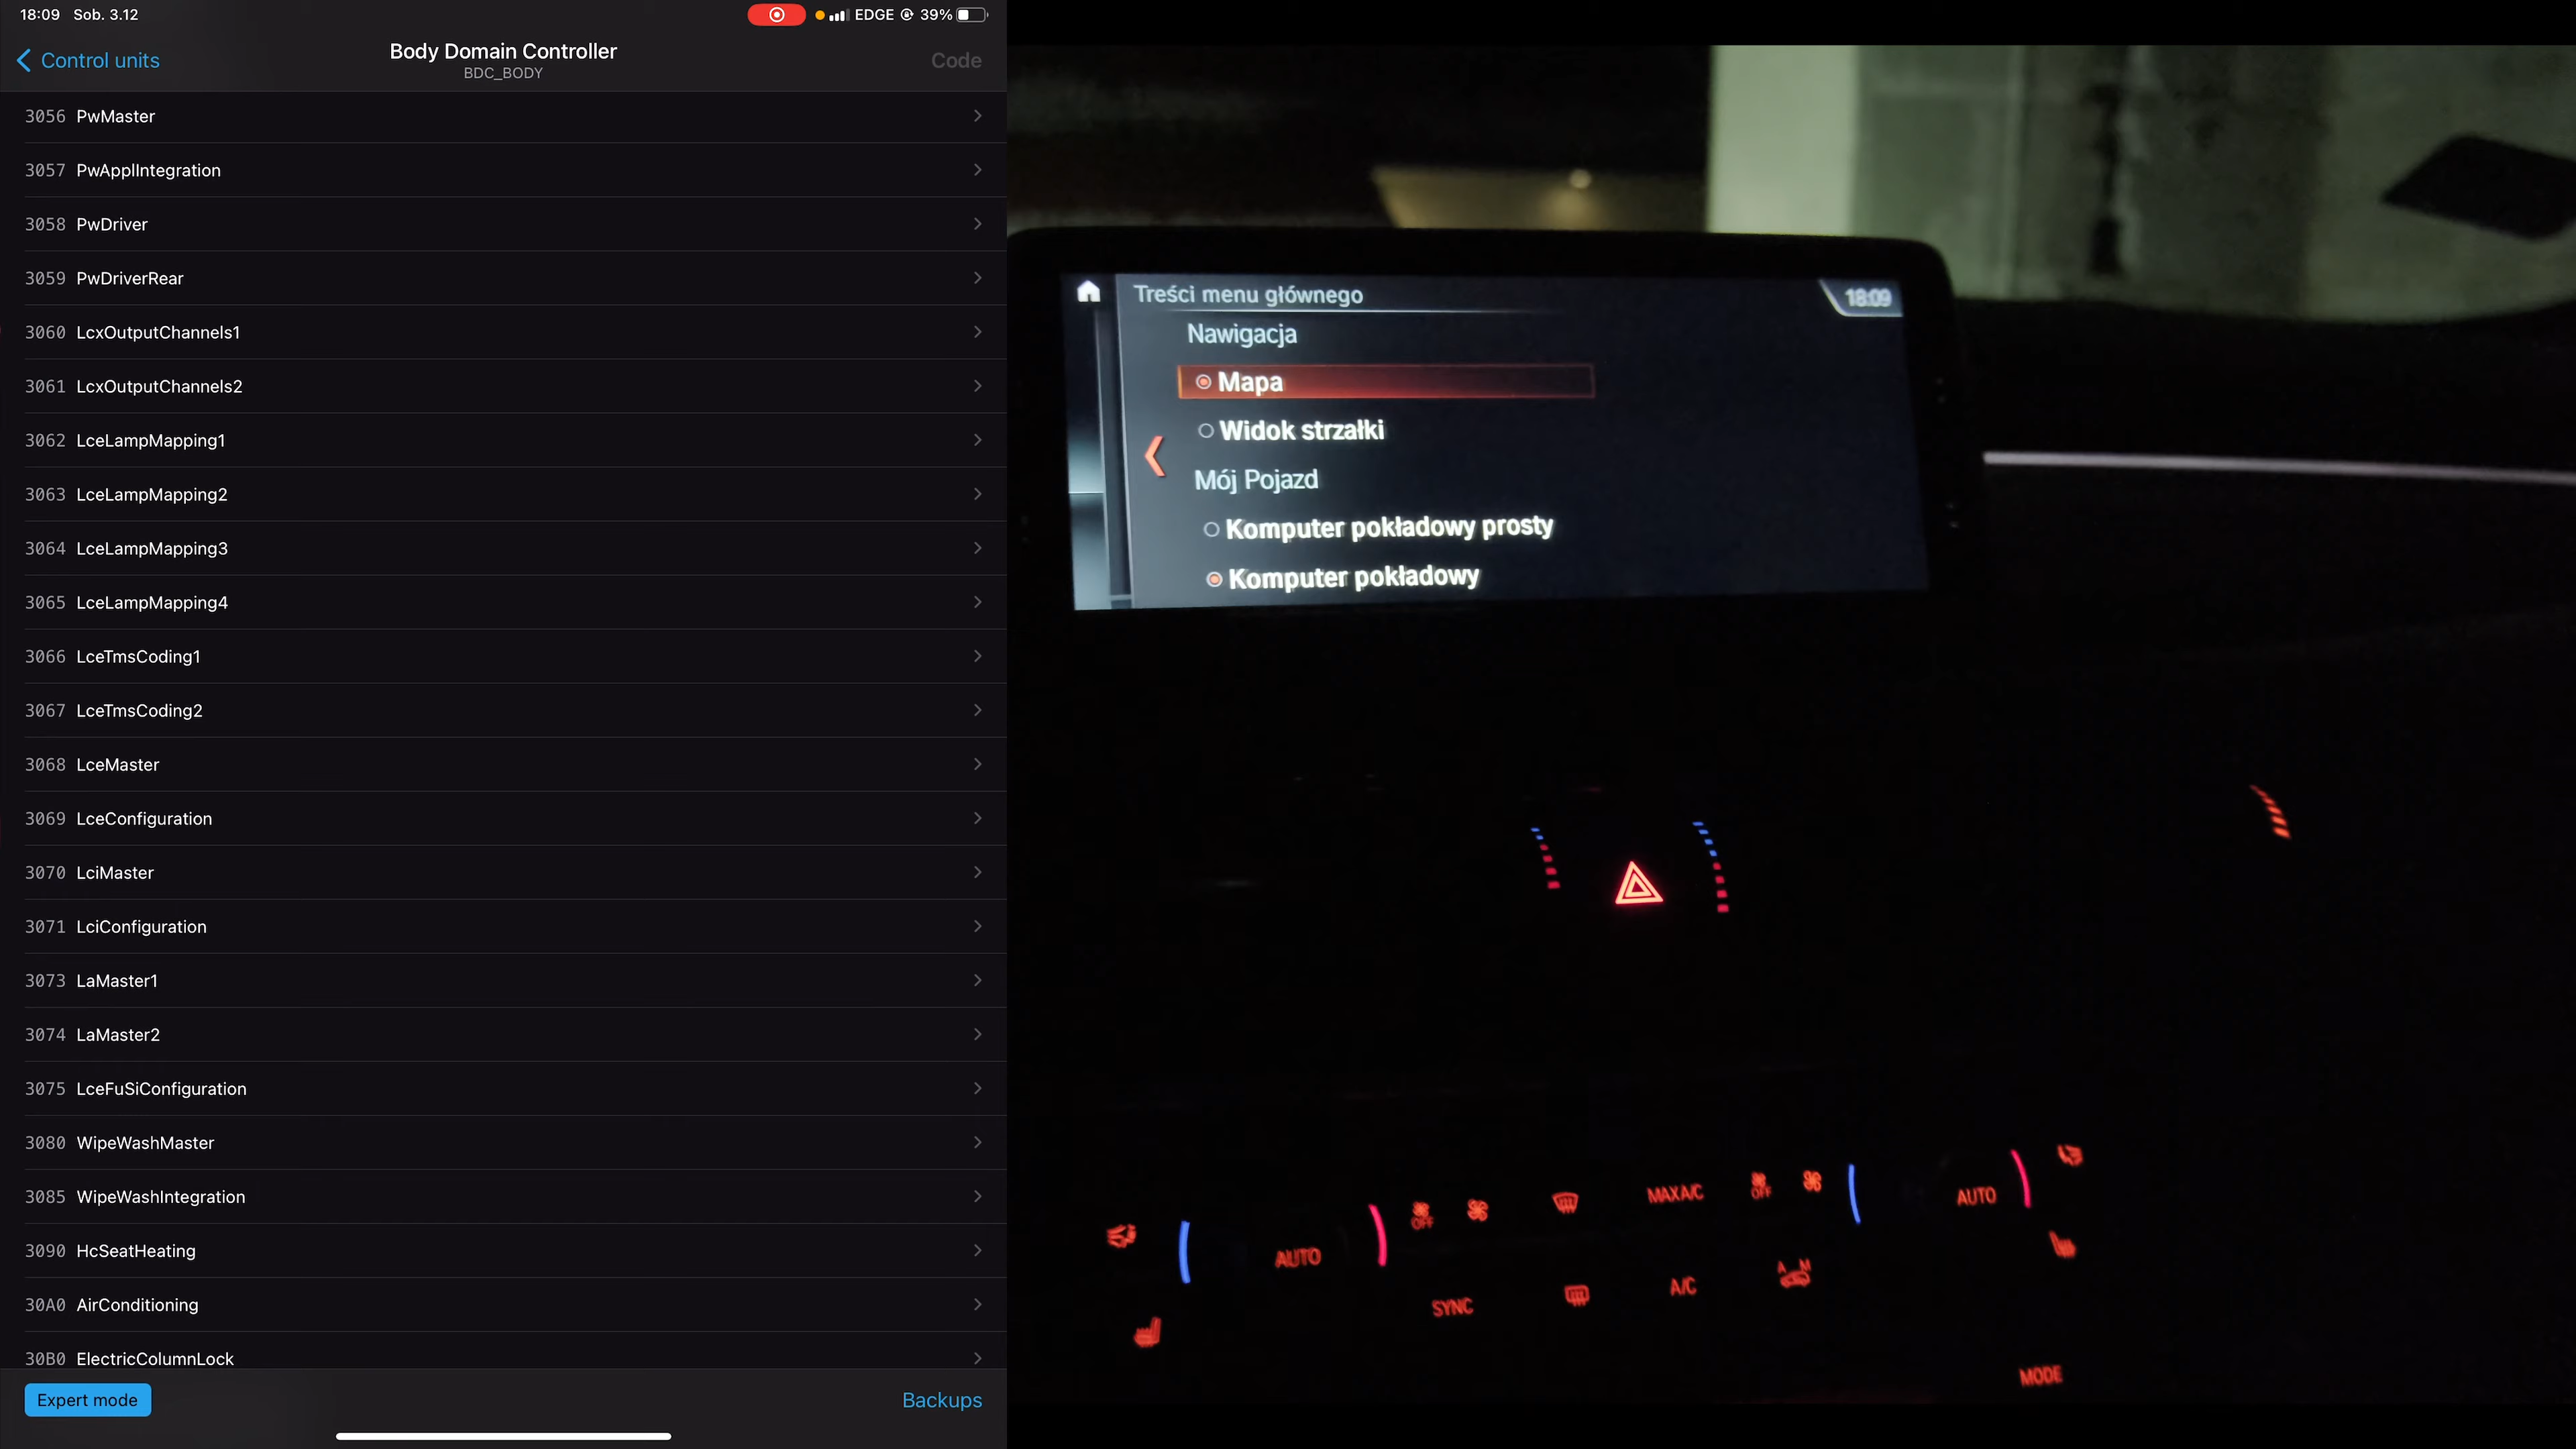 18:09 Sob. 3.12
EDGE 39%
Control units
Body Domain Controller
Code
BDC_BODY
3056 PwMaster
3057 PwApplIntegration
3058 PwDriver
3059 PwDriverRear
3060 LcxOutputChannels1
3061 LcxOutputChannels2
3062 LceLampMapping1
3063 LceLampMapping2
3064 LceLampMapping3
3065 LceLampMapping4
3066 LceTmsCoding1
3067 LceTmsCoding2
3068 LceMaster
3069 LceConfiguration
3070 LciMaster
3071 LciConfiguration
3073 LaMaster1
3074 LaMaster2
3075 LceFuSiConfiguration
3080 WipeWashMaster
3085 WipeWashIntegration
3090 HcSeatHeating
30A0 AirConditioning
30B0 ElectricColumnLock
Expert mode
Backups
Treści menu głównego
18:09
Nawigacja
Mapa
Widok strzałki
Mój Pojazd
Komputer pokładowy prosty
Komputer pokładowy
OFF
MAX A/C
OFF
AUTO
AUTO
SYNC
A/C
A M
MODE